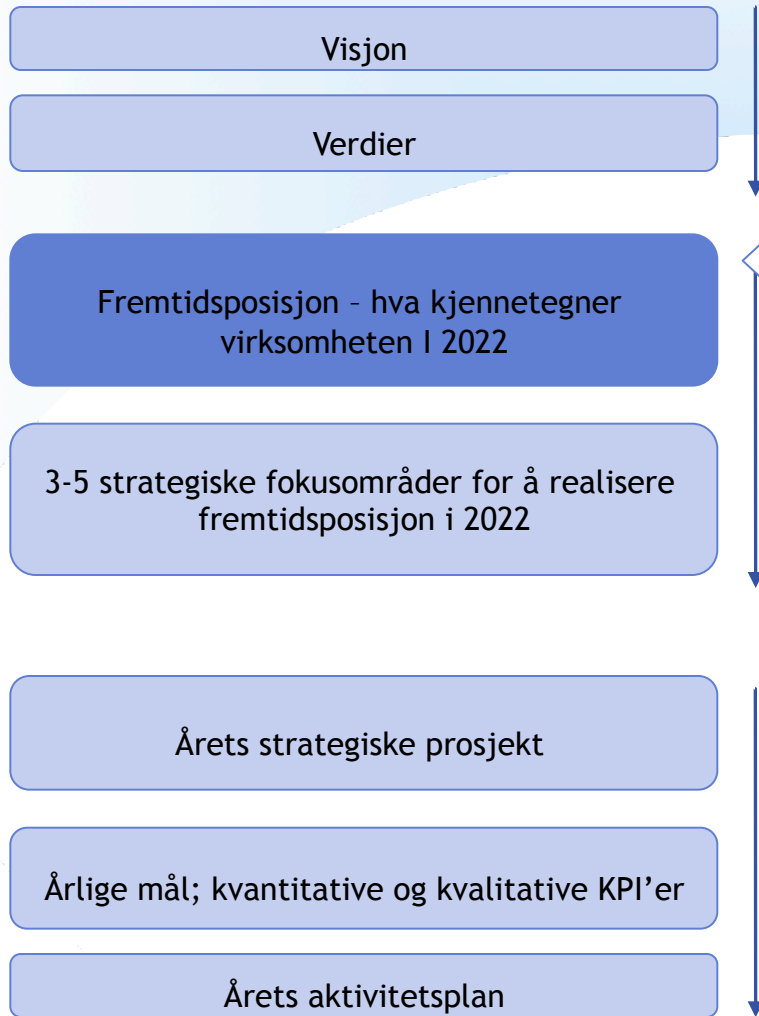 Visjon
Verdier
Fremtidsposisjon – hva kjennetegner
virksomheten I 2022
3-5 strategiske fokusområder for å realisere
fremtidsposisjon i 2022
Årets strategiske prosjekt
Årlige mål; kvantitative og kvalitative KPI’er
Årets aktivitetsplan